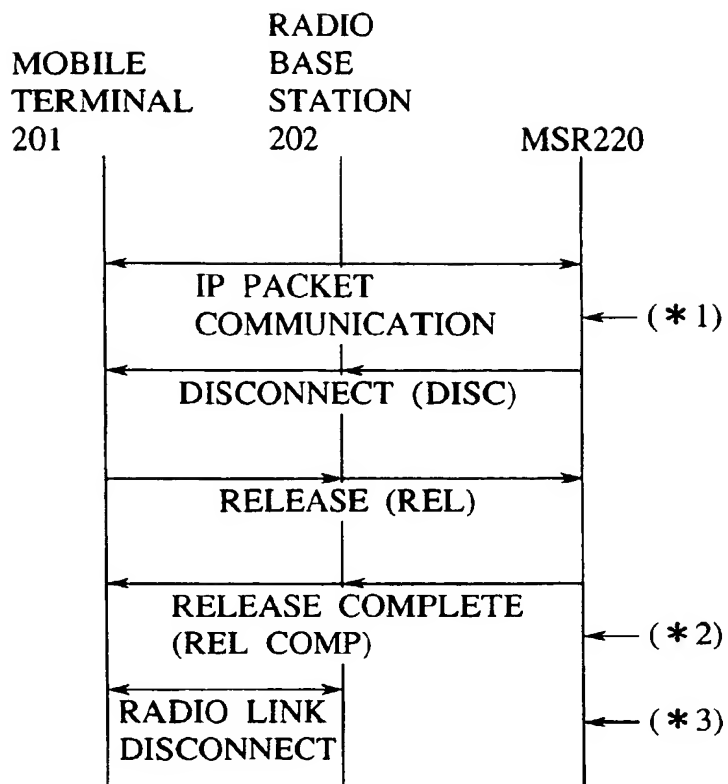 MOBILE
TERMINAL
201
RADIO
BASE
STATION
202
MSR220
IP PACKET
COMMUNICATION
(*1)
DISCONNECT (DISC)
RELEASE (REL)
RELEASE COMPLETE
(REL COMP)
(*2)
RADIO LINK
DISCONNECT
(*3)